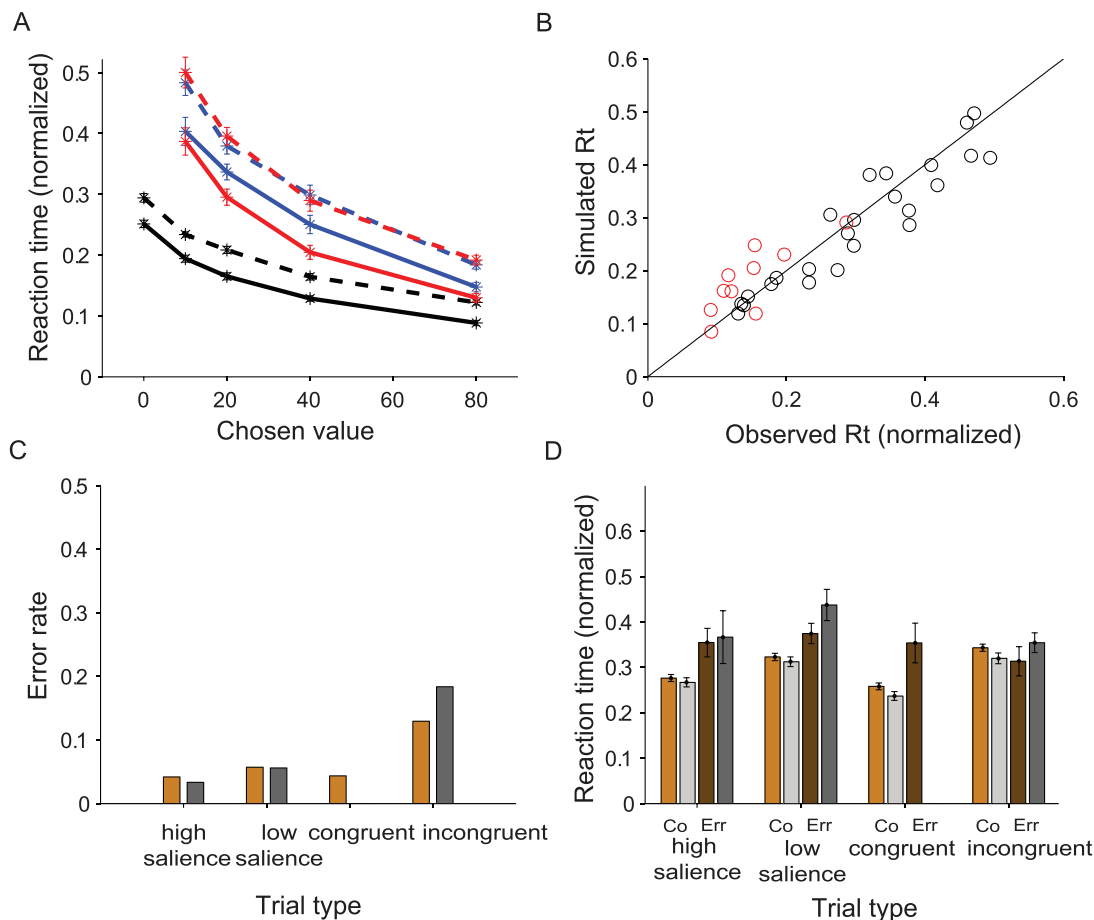 A
Reaction time (normalized)
0.5
0.4
0.3
0.2
0.1
0
0 20 40 60 80
Chosen value
B
Simulated Rt
0.6
0.5
0.4
0.3
0.2
0.1
0
0 0.2 0.4 0.6
Observed Rt (normalized)
C
Error rate
0.5
0.4
0.3
0.2
0.1
0
high low congruent incongruent
salience salience
Trial type
D
Reaction time (normalized)
0.6
0.5
0.4
0.3
0.2
0.1
0
Co Err Co Err Co Err Co Err
high low congruent incongruent
salience salience
Trial type